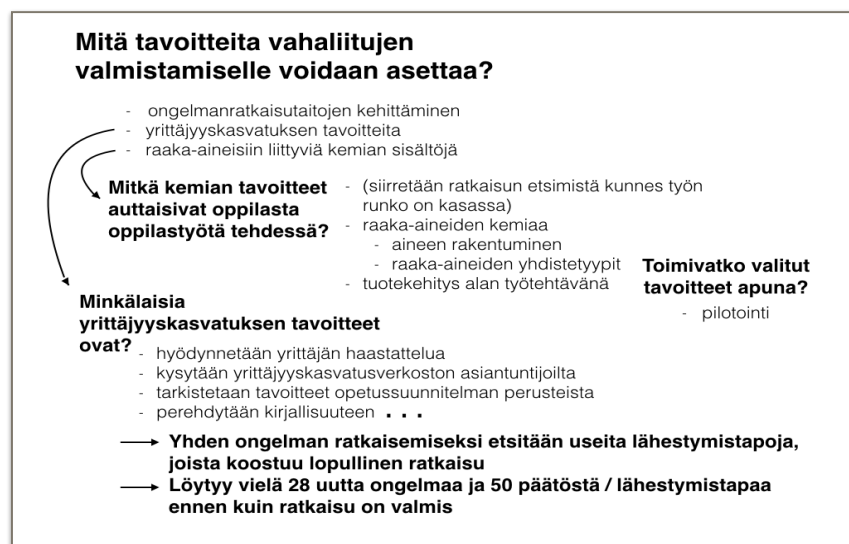 Mitä tavoitteita vahaliitujen
valmistamiselle voidaan asettaa?
- ongelmanratkaisutaitojen kehittäminen
- yrittäjyyskasvatuksen tavoitteita
- raaka-aineisiin liittyviä kemian sisältöjä
Mitkä kemian tavoitteet
auttaisivat oppilasta
oppilastyötä tehdessä?
- (siirretään ratkaisun etsimistä kunnes työn
runko on kasassa)
- raaka-aineiden kemiaa
- aineen rakentuminen
- raaka-aineiden yhdistetyypit
- tuotekehitys alan työtehtävänä
Toimivatko valitut
tavoitteet apuna?
- pilotointi
Minkälaisia
yrittäjyyskasvatuksen tavoitteet
ovat?
- hyödynnetään yrittäjän haastattelua
- kysytään yrittäjyyskasvatusverkoston asiantuntijoilta
- tarkistetaan tavoitteet opetussuunnitelman perusteista
- perehdytään kirjallisuuteen . . .
Yhden ongelman ratkaisemiseksi etsitään useita lähestymistapoja,
joista koostuu lopullinen ratkaisu
Löytyy vielä 28 uutta ongelmaa ja 50 päätöstä / lähestymistapaa
ennen kuin ratkaisu on valmis